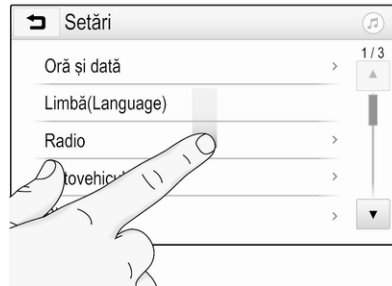 Setări
1 / 3
Oră și dată
Limbă(Language)
Radio